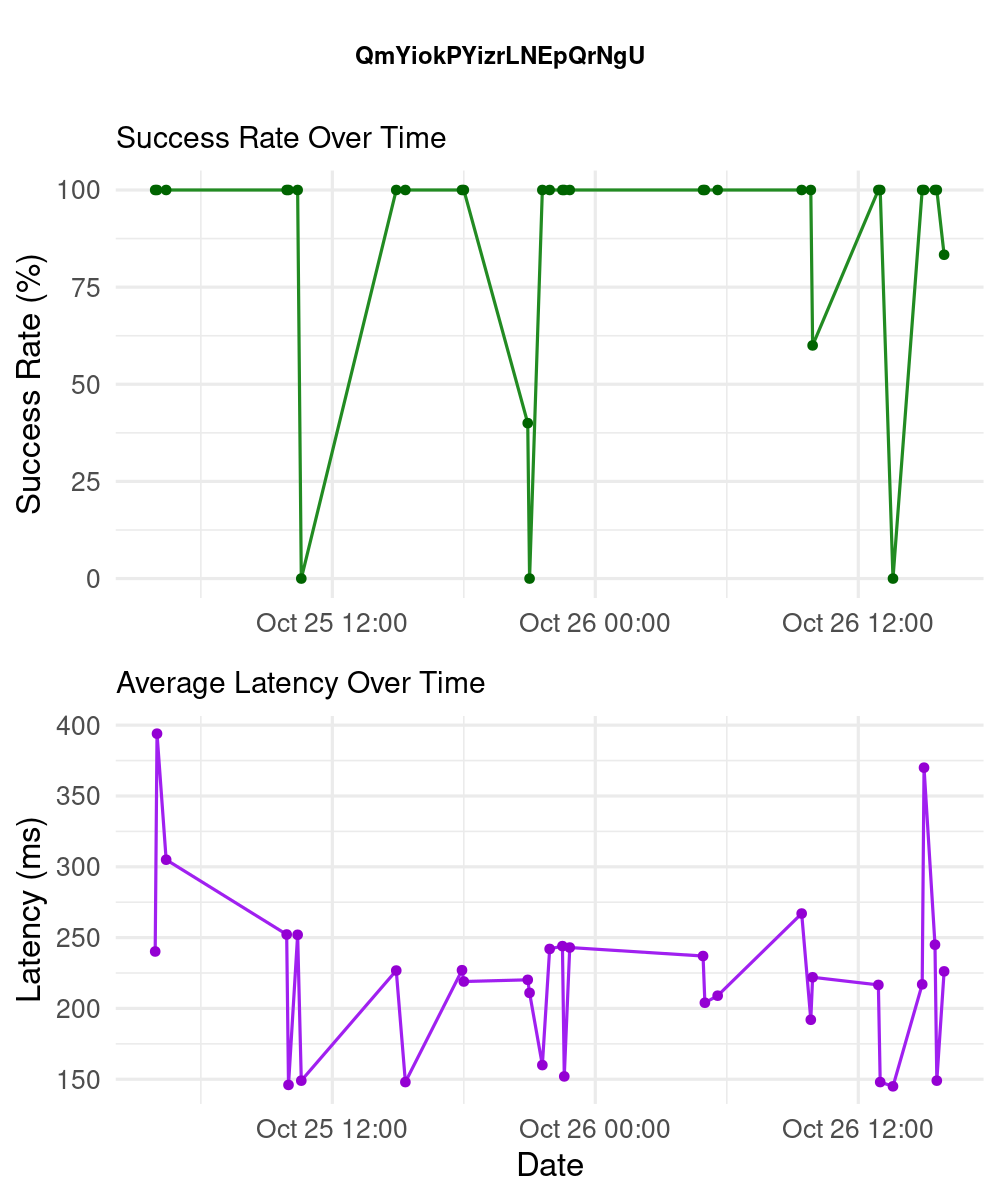 QmYiokPYizrLNEpQrNgU
Success Rate Over Time
Success Rate (%)
100
75
50
25
0
Oct 25 12:00 Oct 26 00:00 Oct 26 12:00
Average Latency Over Time
Latency (ms)
400
350
300
250
200
150
Oct 25 12:00 Oct 26 00:00 Oct 26 12:00
Date